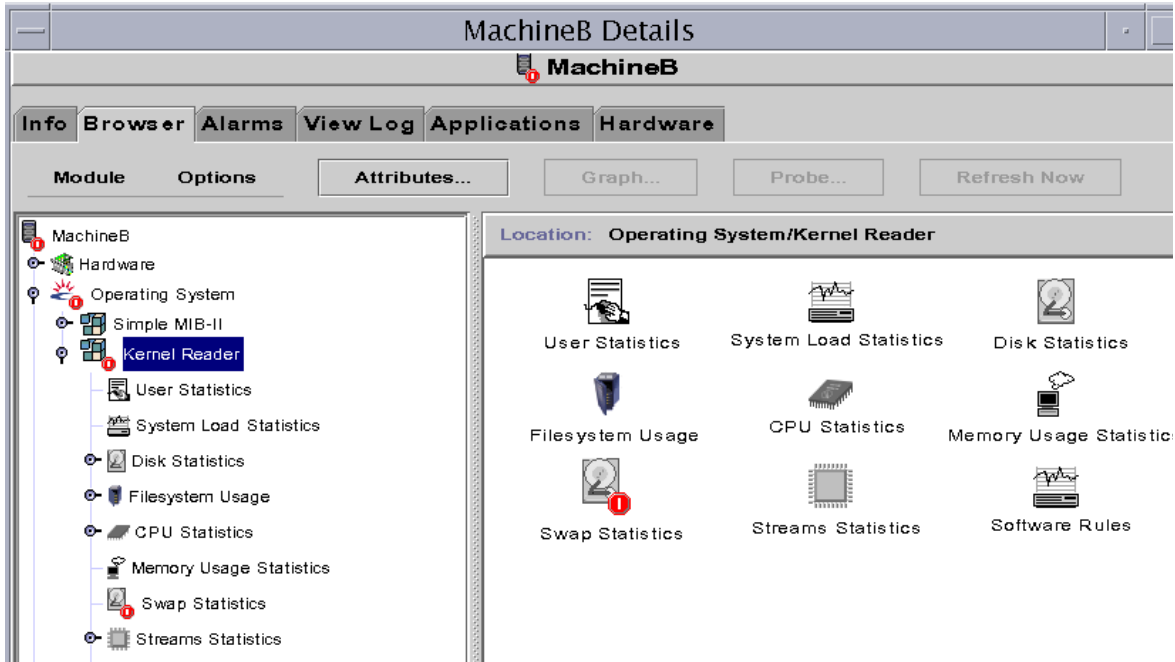 MachineB Details
MachineB
Info Browser Alarms View Log Applications Hardware
Module Options Attributes... Graph... Probe... Refresh Now
MachineB
Hardware
Operating System
Simple MIB-II
Kernel Reader
User Statistics
System Load Statistics
Disk Statistics
Filesystem Usage
CPU Statistics
Memory Usage Statistics
Swap Statistics
Streams Statistics
Location: Operating System/Kernel Reader
User Statistics System Load Statistics Disk Statistics
Filesystem Usage CPU Statistics Memory Usage Statistic
Swap Statistics Streams Statistics Software Rules